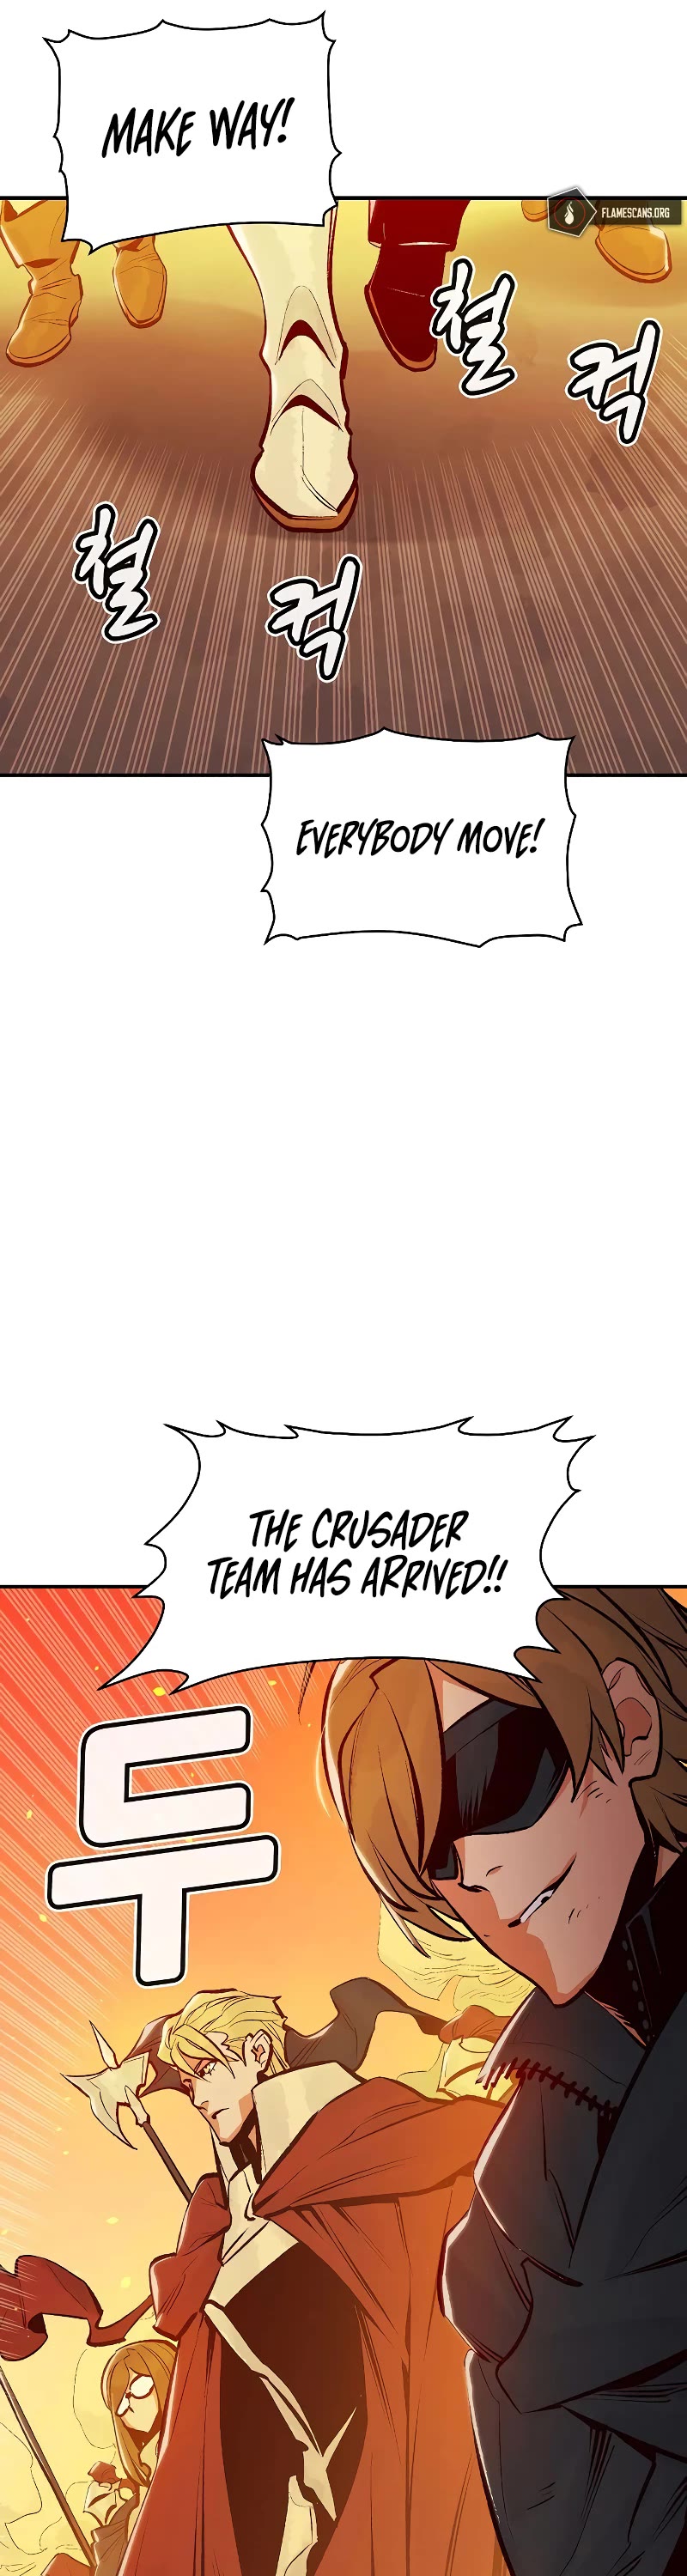 MAKE WAY!
FLAMESCANS.ORG
철
컥
철
컥
EVERYBODY MOVE!
THE CRUSADER
TEAM HAS ARRIVED!!
두